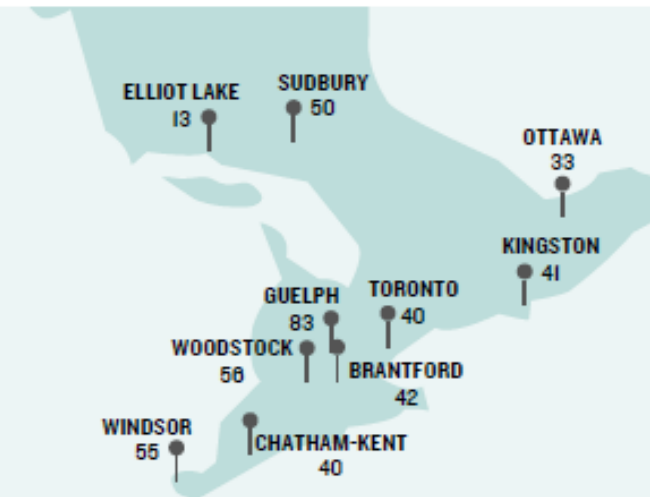 ELLIOT LAKE
13
SUDBURY
50
OTTAWA
33
KINGSTON
41
GUELPH
83
TORONTO
40
WOODSTOCK
56
BRANTFORD
42
WINDSOR
55
CHATHAM-KENT
40